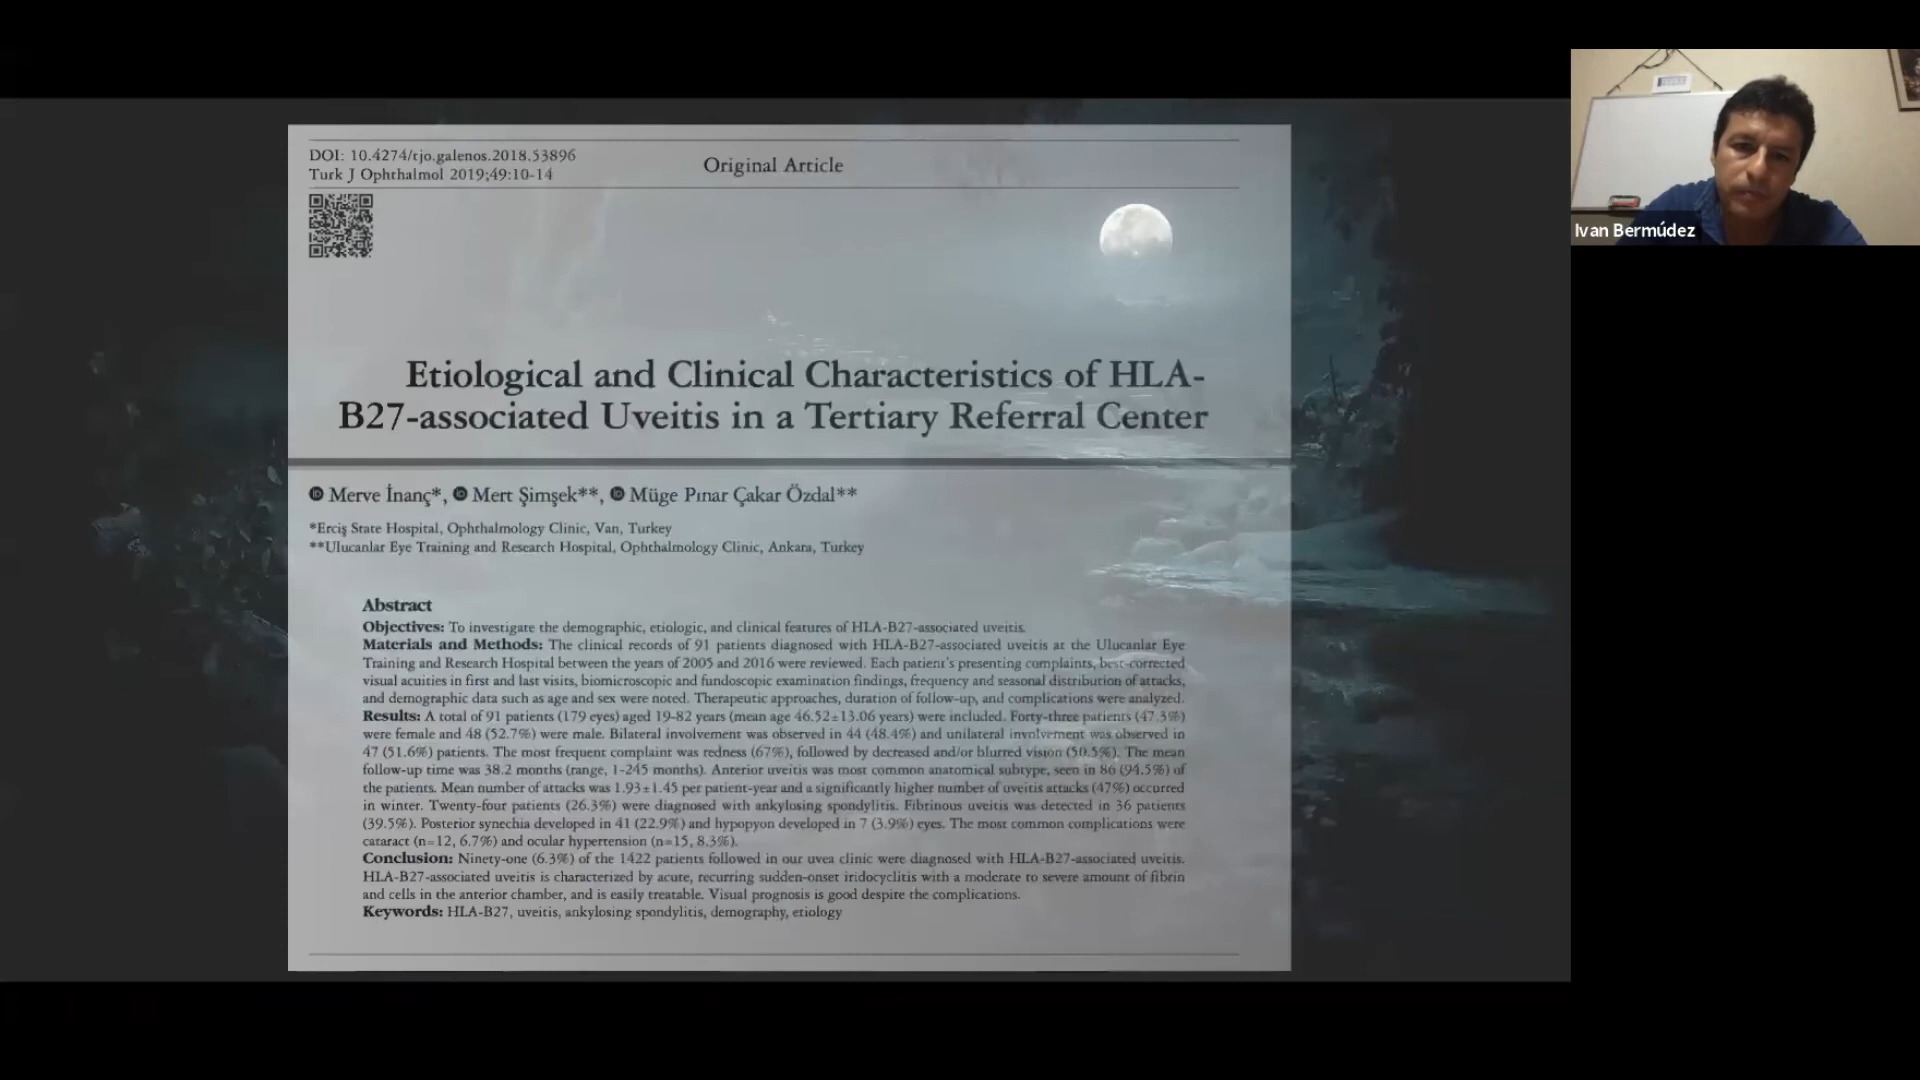 DOI: 10.4274/tjo.galenos.2018.53896
Turk J Ophthalmol 2019;49:10-14
Original Article
Etiological and Clinical Characteristics of HLA-
B27-associated Uveitis in a Tertiary Referral Center
Merve İnanç*, Mert Şimşek**, Müge Pınar Çakar Özdal**
*Erciş State Hospital, Ophthalmology Clinic, Van, Turkey
**Ulucanlar Eye Training and Research Hospital, Ophthalmology Clinic, Ankara, Turkey
Abstract
Objectives: To investigate the demographic, etiologic, and clinical features of HLA-B27-associated uveitis.
Materials and Methods: The clinical records of 91 patients diagnosed with HLA-B27-associated uveitis at the Ulucanlar Eye
Training and Research Hospital between the years of 2005 and 2016 were reviewed. Each patient's presenting complaints, best-corrected
visual acuities in first and last visits, biomicroscopic and fundoscopic examination findings, frequency and seasonal distribution of attacks,
and demographic data such as age and sex were noted. Therapeutic approaches, duration of follow-up, and complications were analyzed.
Results: A total of 91 patients (179 eyes) aged 19-82 years (mean age 46.52±13.06 years) were included. Forty-three patients (47.3%)
were female and 48 (52.7%) were male. Bilateral involvement was observed in 44 (48.4%) and unilateral involvement was observed in
47 (51.6%) patients. The most frequent complaint was redness (67%), followed by decreased and/or blurred vision (50.5%). The mean
follow-up time was 38.2 months (range, 1-245 months). Anterior uveitis was most common anatomical subtype, seen in 86 (94.5%) of
the patients. Mean number of attacks was 1.93±1.45 per patient-year and a significantly higher number of uveitis attacks (47%) occurred
in winter. Twenty-four patients (26.3%) were diagnosed with ankylosing spondylitis. Fibrinous uveitis was detected in 36 patients
(39.5%). Posterior synechia developed in 41 (22.9%) and hypopyon developed in 7 (3.9%) eyes. The most common complications were
cataract (n=12, 6.7%) and ocular hypertension (n=15, 8.3%).
Conclusion: Ninety-one (6.3%) of the 1422 patients followed in our uvea clinic were diagnosed with HLA-B27-associated uveitis.
HLA-B27-associated uveitis is characterized by acute, recurring sudden-onset iridocyclitis with a moderate to severe amount of fibrin
and cells in the anterior chamber, and is easily treatable. Visual prognosis is good despite the complications.
Keywords: HLA-B27, uveitis, ankylosing spondylitis, demography, etiology
Ivan Bermúdez